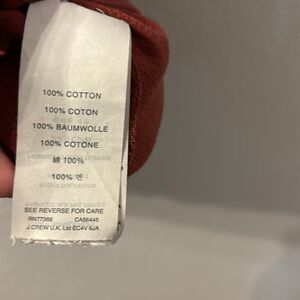 100% COTTON
100% COTON
100% BAUMWOLLE
100% COTONE
綿 100%
100% 면
SEE REVERSE FOR CARE
RN77388 CA56445
J.CREW U.K. Ltd EC4V 6JA